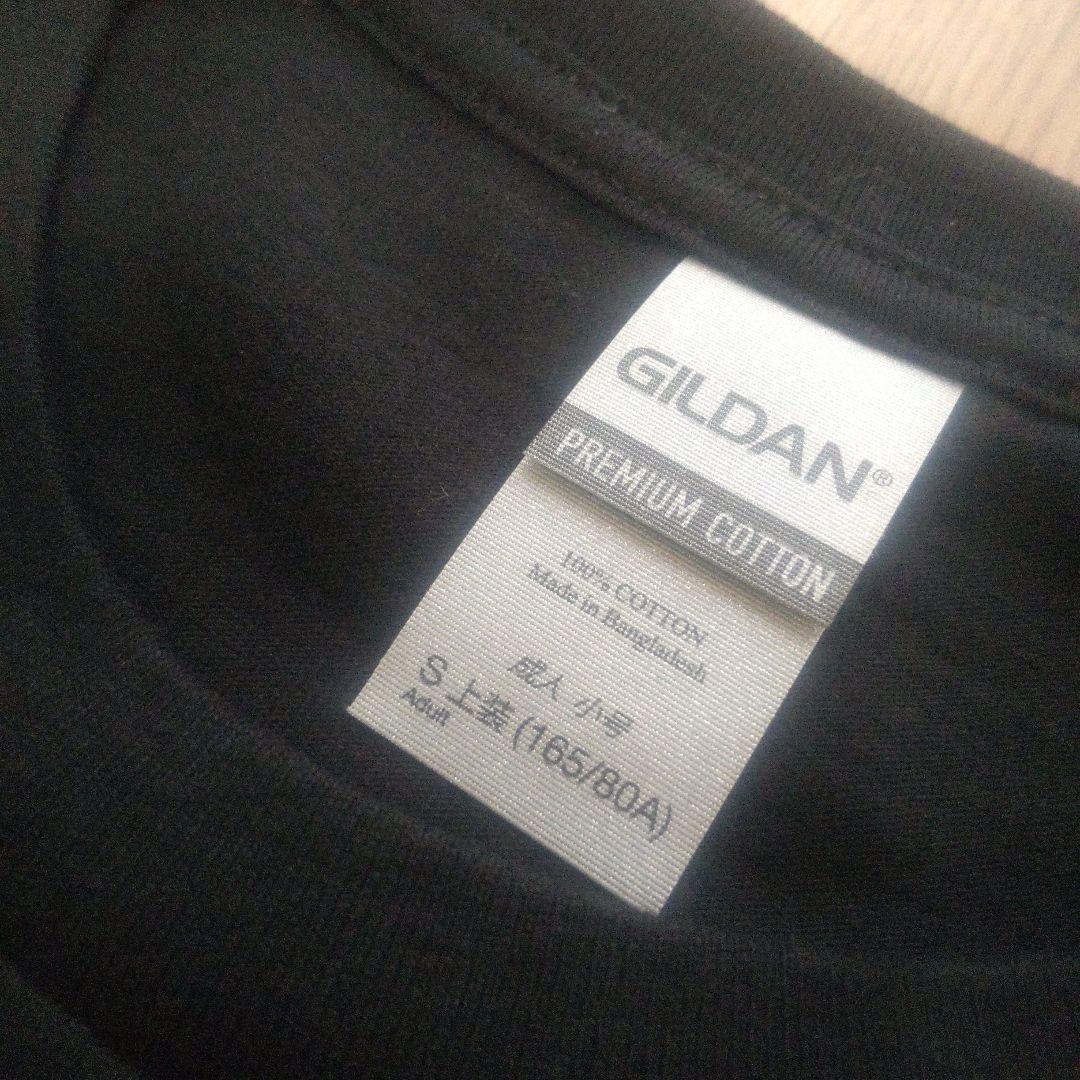 GILDAN®
PREMIUM COTTON
100% COTTON
Made in Bangladesh
成人 小号
S 上装 (165/80A)
Adult